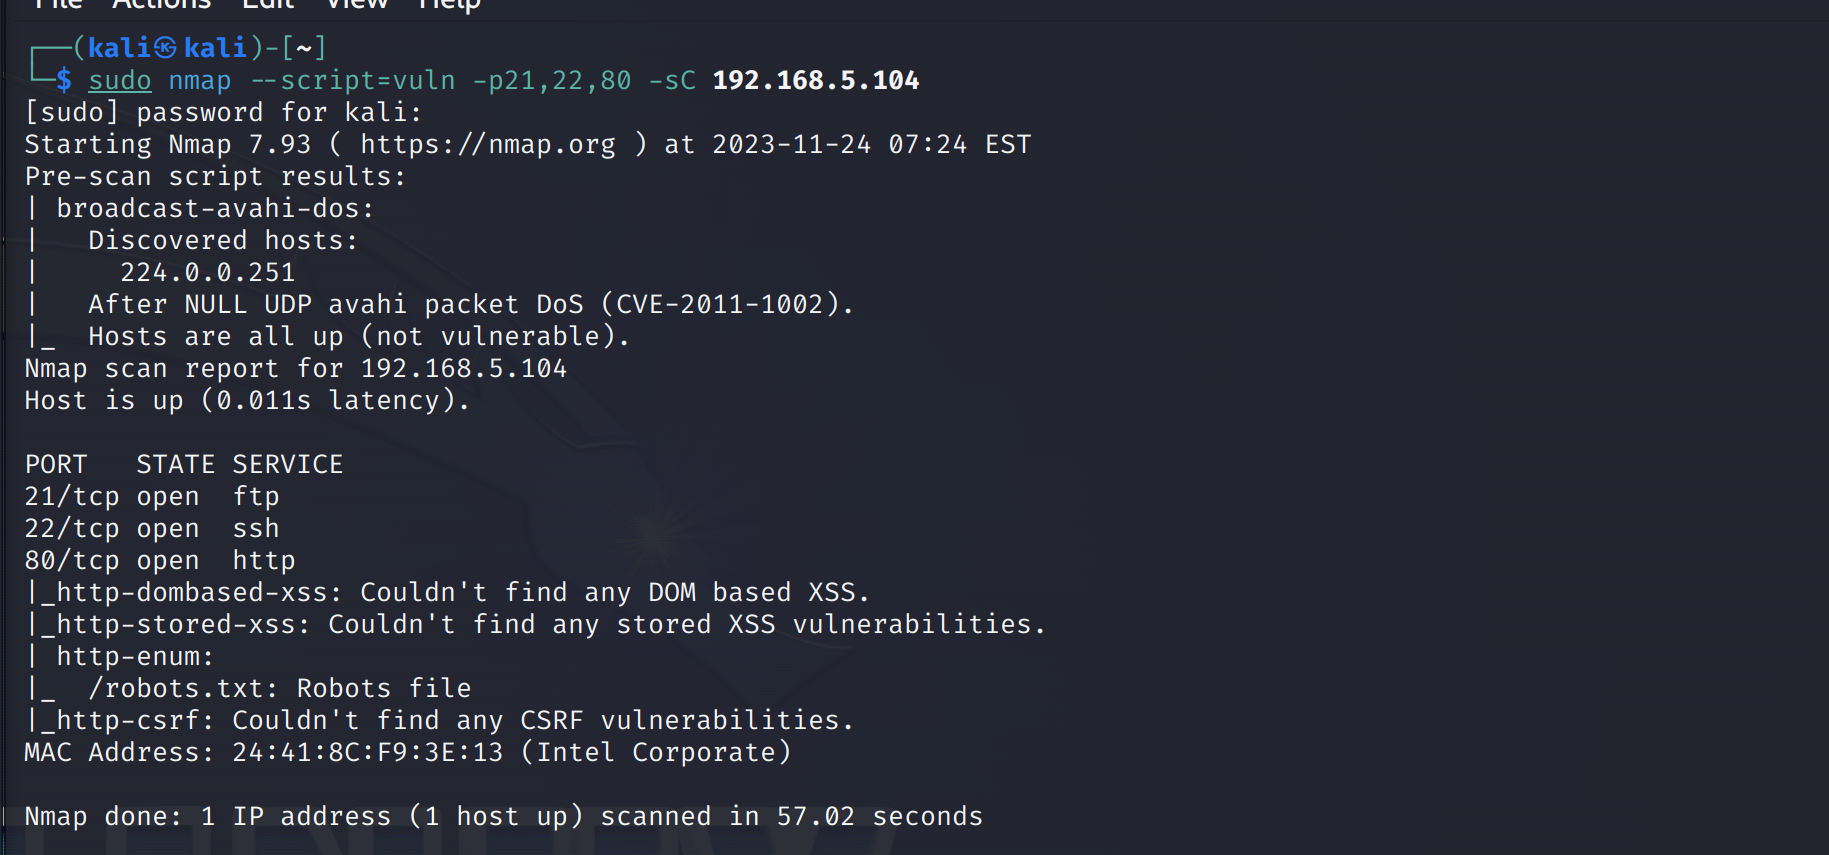 File Actions Edit View Help
┌──(kali㉿kali)-[~]
└─$ sudo nmap --script=vuln -p21,22,80 -sC 192.168.5.104
[sudo] password for kali:
Starting Nmap 7.93 ( https://nmap.org ) at 2023-11-24 07:24 EST
Pre-scan script results:
| broadcast-avahi-dos:
|   Discovered hosts:
|     224.0.0.251
|   After NULL UDP avahi packet DoS (CVE-2011-1002).
|_  Hosts are all up (not vulnerable).
Nmap scan report for 192.168.5.104
Host is up (0.011s latency).

PORT   STATE SERVICE
21/tcp open  ftp
22/tcp open  ssh
80/tcp open  http
|_http-dombased-xss: Couldn't find any DOM based XSS.
|_http-stored-xss: Couldn't find any stored XSS vulnerabilities.
| http-enum:
|_  /robots.txt: Robots file
|_http-csrf: Couldn't find any CSRF vulnerabilities.
MAC Address: 24:41:8C:F9:3E:13 (Intel Corporate)

Nmap done: 1 IP address (1 host up) scanned in 57.02 seconds